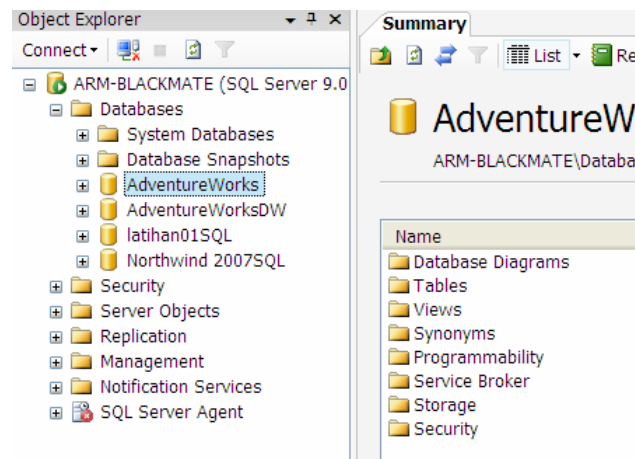 Object Explorer
Connect
ARM-BLACKMATE (SQL Server 9.0
Databases
System Databases
Database Snapshots
AdventureWorks
AdventureWorksDW
latihan01SQL
Northwind 2007SQL
Security
Server Objects
Replication
Management
Notification Services
SQL Server Agent
Summary
List
Re
AdventureW
ARM-BLACKMATE\Databa
Name
Database Diagrams
Tables
Views
Synonyms
Programmability
Service Broker
Storage
Security